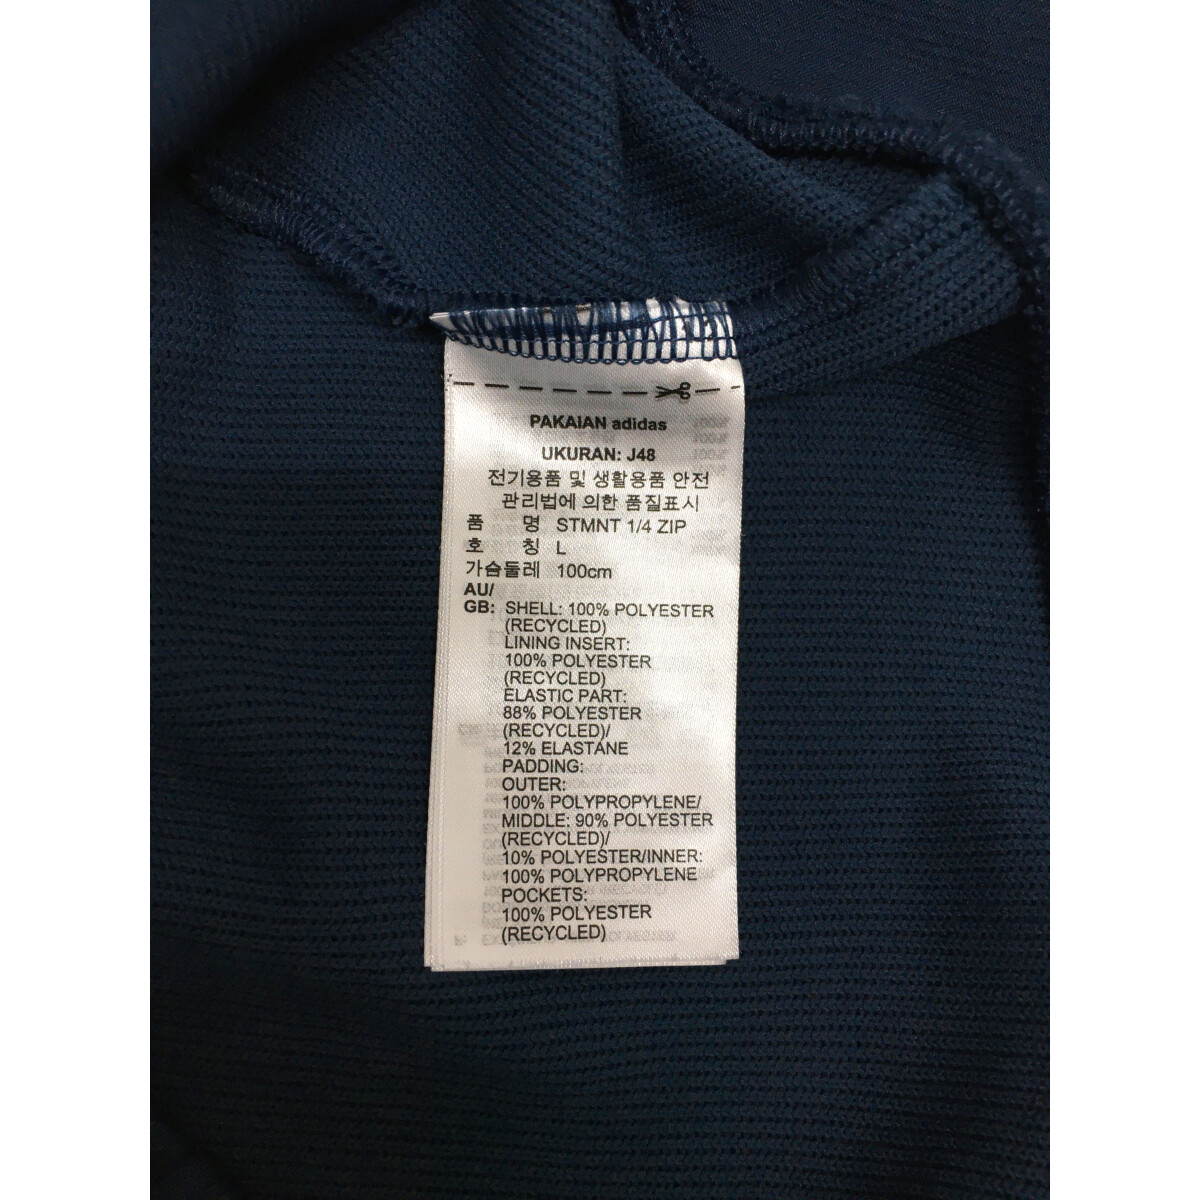 PAKAIAN adidas
UKURAN: J48
전기용품 및 생활용품 안전
관리법에 의한 품질표시
품 명 STMNT 1/4 ZIP
호 칭 L
가슴둘레 100cm
AU/
GB: SHELL: 100% POLYESTER
(RECYCLED)
LINING INSERT:
100% POLYESTER
(RECYCLED)
ELASTIC PART:
88% POLYESTER
(RECYCLED)/
12% ELASTANE
PADDING:
OUTER:
100% POLYPROPYLENE/
MIDDLE: 90% POLYESTER
(RECYCLED)/
10% POLYESTER/INNER:
100% POLYPROPYLENE
POCKETS:
100% POLYESTER
(RECYCLED)